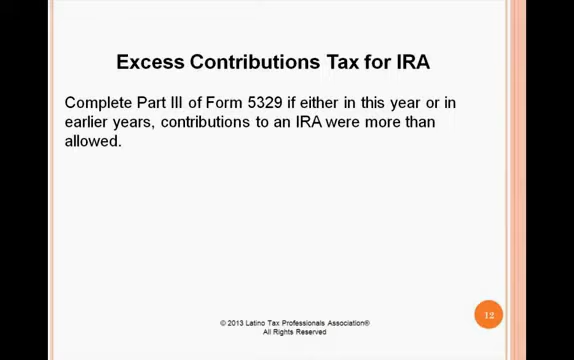 Excess Contributions Tax for IRA
Complete Part III of Form 5329 if either in this year or in
earlier years, contributions to an IRA were more than
allowed.
12
© 2013 Latino Tax Professionals Association®
All Rights Reserved